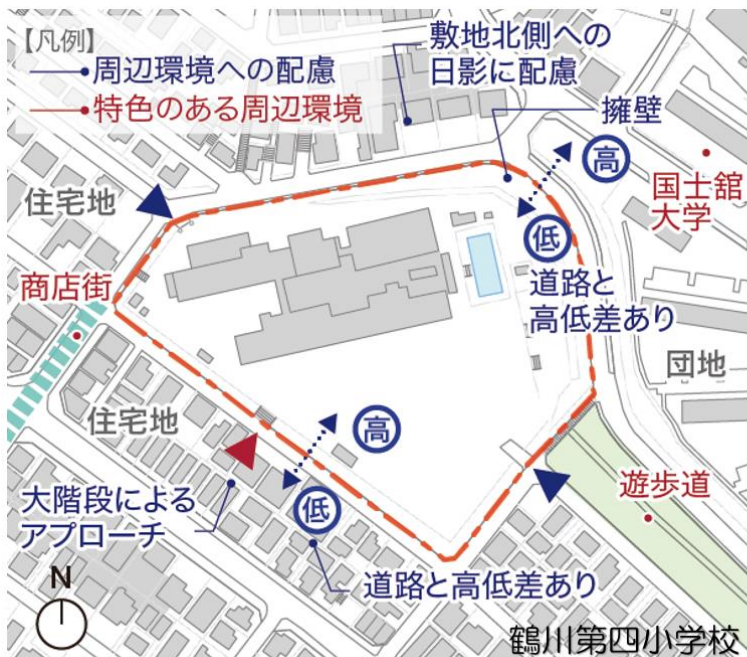 【凡例】
周辺環境への配慮
特色のある周辺環境
敷地北側への
日影に配慮
擁壁
高
低
国士舘
大学
住宅地
道路と
高低差あり
商店街
団地
住宅地
高
低
大階段による
アプローチ
遊歩道
道路と高低差あり
N
鶴川第四小学校